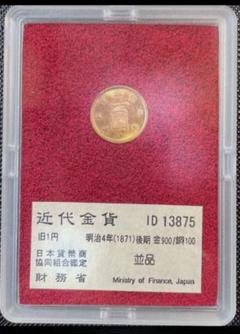 近代金貨 ID 13875
旧1円 明治4年(1871)後期 金900/銅100
日本貨幣商
協同組合鑑定 並品
財務省 Ministry of Finance, Japan